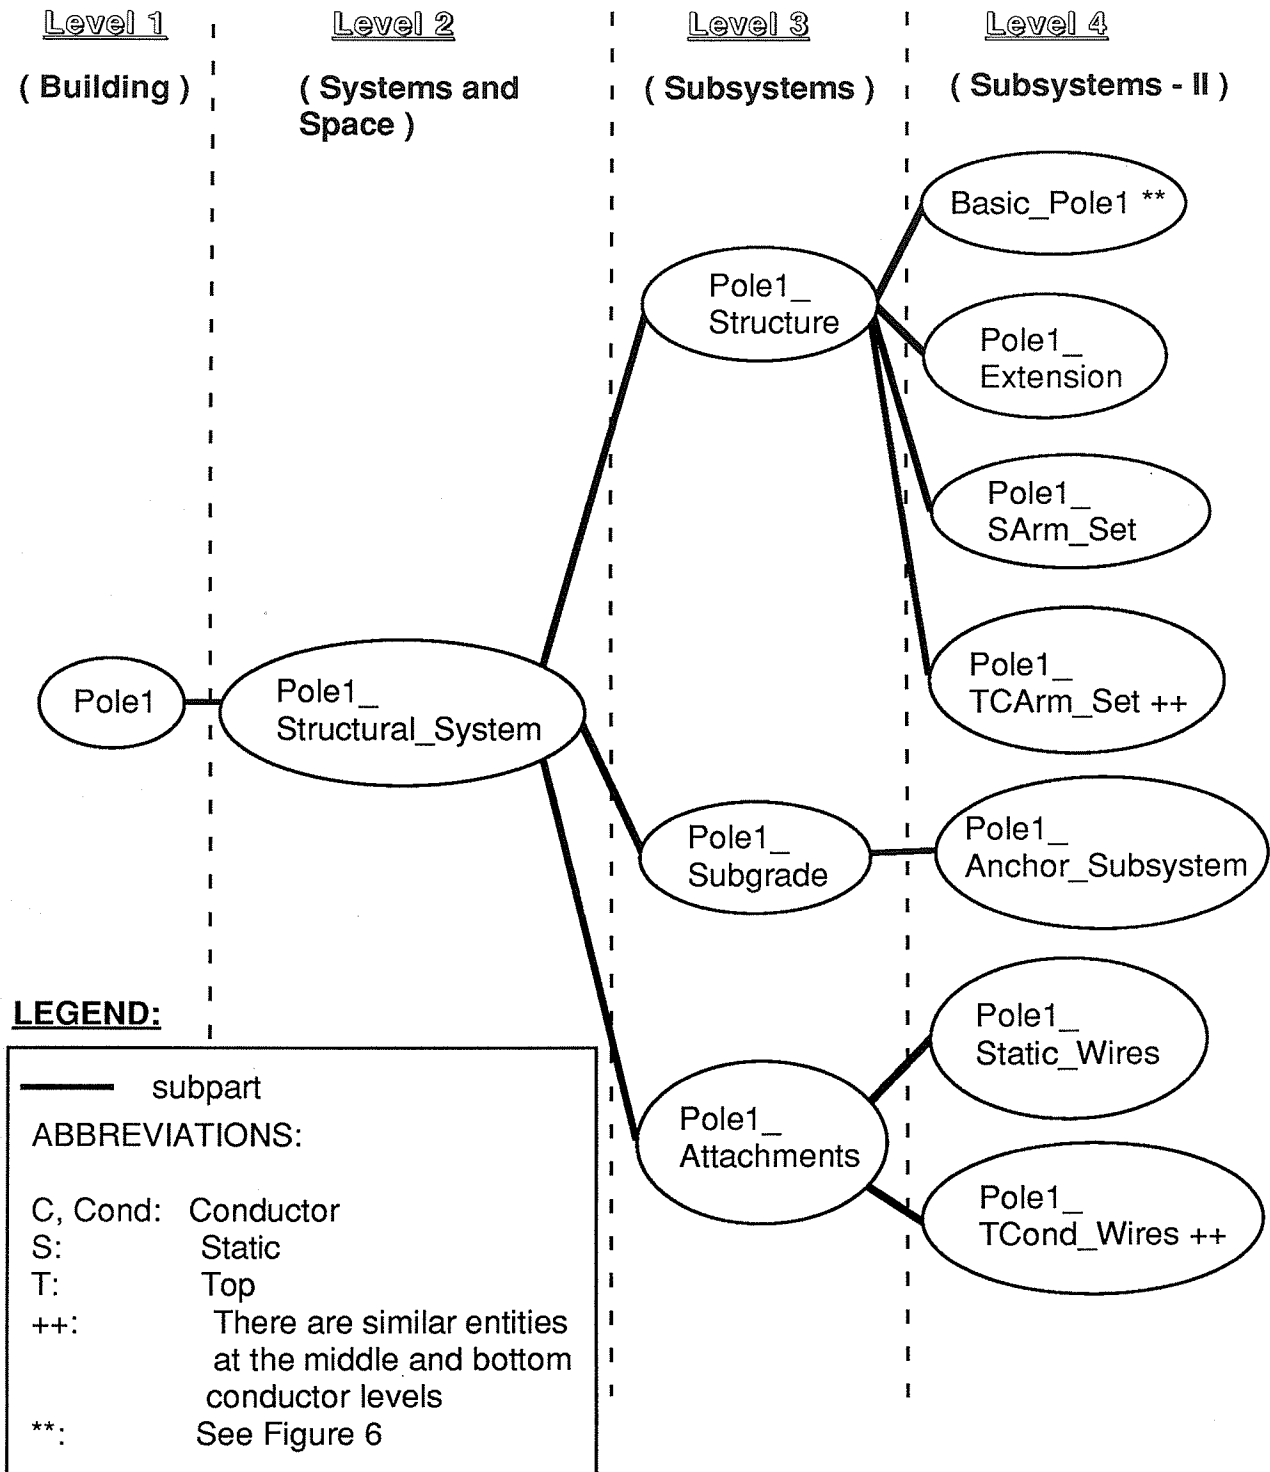 Level 1
Level 2
Level 3
Level 4
( Building )
( Systems and
Space )
( Subsystems )
( Subsystems - II )
Basic_Pole1 **
Pole1_
Structure
Pole1_
Extension
Pole1_
SArm_Set
Pole1_
TCArm_Set ++
Pole1
Pole1_
Structural_System
Pole1_
Subgrade
Pole1_
Anchor_Subsystem
Pole1_
Static_Wires
Pole1_
Attachments
Pole1_
TCond_Wires ++
LEGEND:
subpart
ABBREVIATIONS:
C, Cond: Conductor
S: Static
T: Top
++: There are similar entities
at the middle and bottom
conductor levels
**: See Figure 6